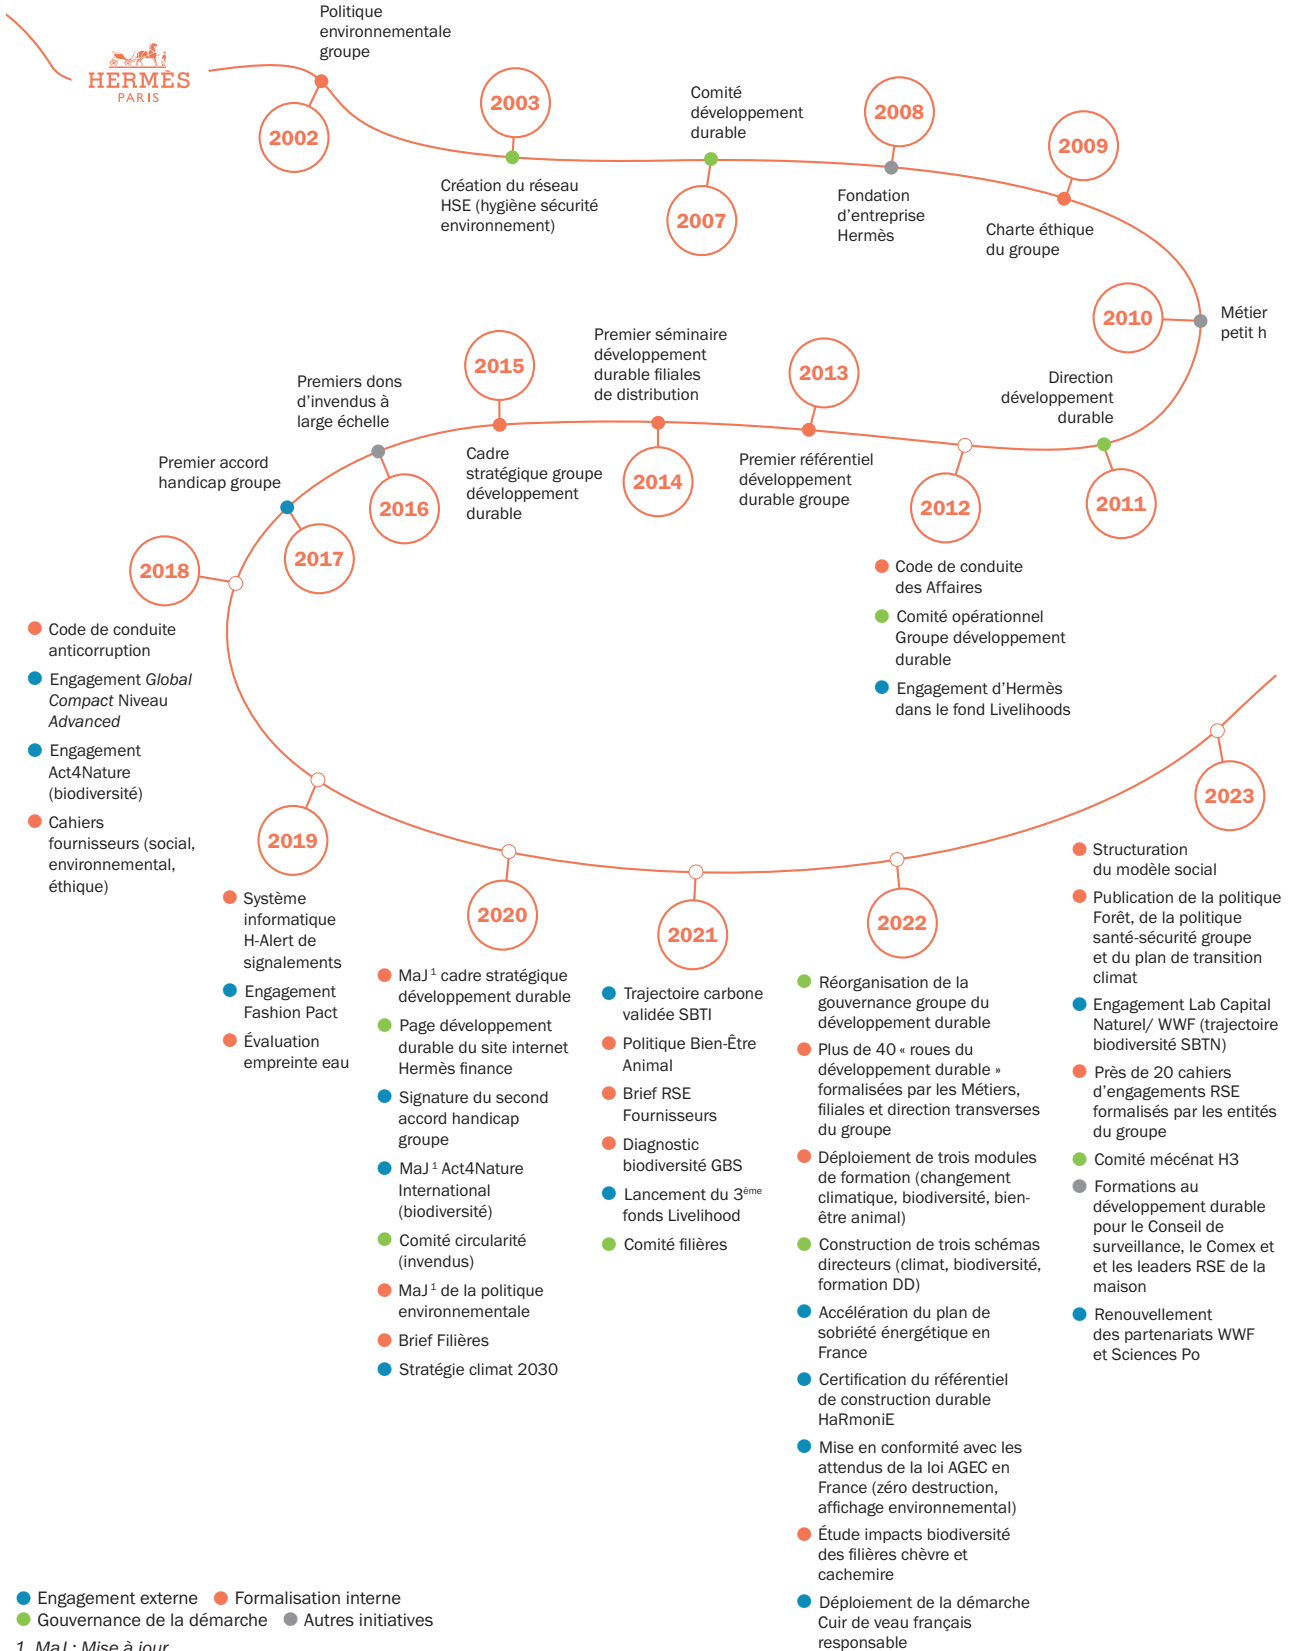 Politique
environnementale
groupe
HERMÈS
PARIS
2002
2003
Création du réseau
HSE (hygiène sécurité
environnement)
Comité
développement
durable
2007
2008
Fondation
d'entreprise
Hermès
2009
Charte éthique
du groupe
2010
Métier
petit h
Direction
développement
durable
2011
2012
Code de conduite
des Affaires
Comité opérationnel
Groupe développement
durable
Engagement d'Hermès
dans le fond Livelihoods
2013
Premier référentiel
développement
durable groupe
Premier séminaire
développement
durable filiales
de distribution
2014
2015
Cadre
stratégique groupe
développement
durable
Premiers dons
d'invendus à
large échelle
2016
Premier accord
handicap groupe
2017
2018
Code de conduite
anticorruption
Engagement Global
Compact Niveau
Advanced
Engagement
Act4Nature
(biodiversité)
Cahiers
fournisseurs (social,
environnemental,
éthique)
2019
Système
informatique
H-Alert de
signalements
Engagement
Fashion Pact
Évaluation
empreinte eau
2020
MaJ ¹ cadre stratégique
développement durable
Page développement
durable du site internet
Hermès finance
Signature du second
accord handicap
groupe
MaJ ¹ Act4Nature
International
(biodiversité)
Comité circularité
(invendus)
MaJ ¹ de la politique
environnementale
Brief Filières
Stratégie climat 2030
2021
Trajectoire carbone
validée SBTI
Politique Bien-Être
Animal
Brief RSE
Fournisseurs
Diagnostic
biodiversité GBS
Lancement du 3ème
fonds Livelihood
Comité filières
2022
Réorganisation de la
gouvernance groupe du
développement durable
Plus de 40 « roues du
développement durable »
formalisées par les Métiers,
filiales et direction transverses
du groupe
Déploiement de trois modules
de formation (changement
climatique, biodiversité, bien-
être animal)
Construction de trois schémas
directeurs (climat, biodiversité,
formation DD)
Accélération du plan de
sobriété énergétique en
France
Certification du référentiel
de construction durable
HaRmoniE
Mise en conformité avec les
attendus de la loi AGEC en
France (zéro destruction,
affichage environnemental)
Étude impacts biodiversité
des filières chèvre et
cachemire
Déploiement de la démarche
Cuir de veau français
responsable
2023
Structuration
du modèle social
Publication de la politique
Forêt, de la politique
santé-sécurité groupe
et du plan de transition
climat
Engagement Lab Capital
Naturel/ WWF (trajectoire
biodiversité SBTN)
Près de 20 cahiers
d'engagements RSE
formalisés par les entités
du groupe
Comité mécénat H3
Formations au
développement durable
pour le Conseil de
surveillance, le Comex et
et les leaders RSE de la
maison
Renouvellement
des partenariats WWF
et Sciences Po
Engagement externe Formalisation interne
Gouvernance de la démarche Autres initiatives
1. MaJ : Mise à jour